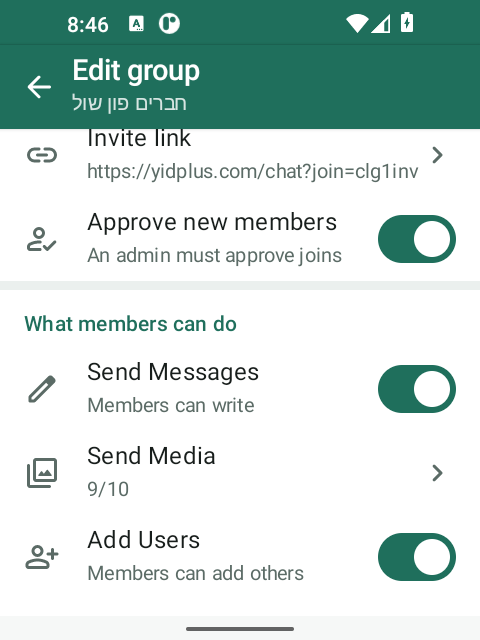 8:46
Edit group
חברים פון שול
Invite link
https://yidplus.com/chat?join=clg1inv
Approve new members
An admin must approve joins
What members can do
Send Messages
Members can write
Send Media
9/10
Add Users
Members can add others